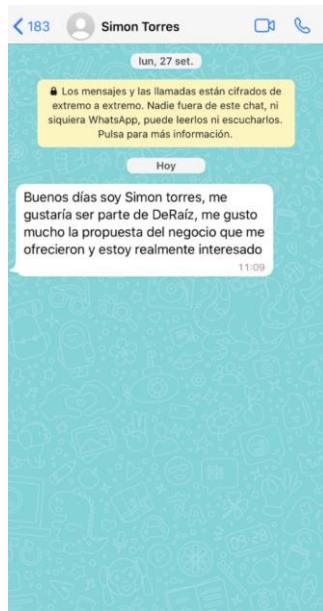 183
Simon Torres
lun, 27 set.
Los mensajes y las llamadas están cifrados de
extremo a extremo. Nadie fuera de este chat, ni
siquiera WhatsApp, puede leerlos ni escucharlos.
Pulsa para más información.
Hoy
Buenos días soy Simon torres, me
gustaría ser parte de DeRaíz, me gusto
mucho la propuesta del negocio que me
ofrecieron y estoy realmente interesado
11:09